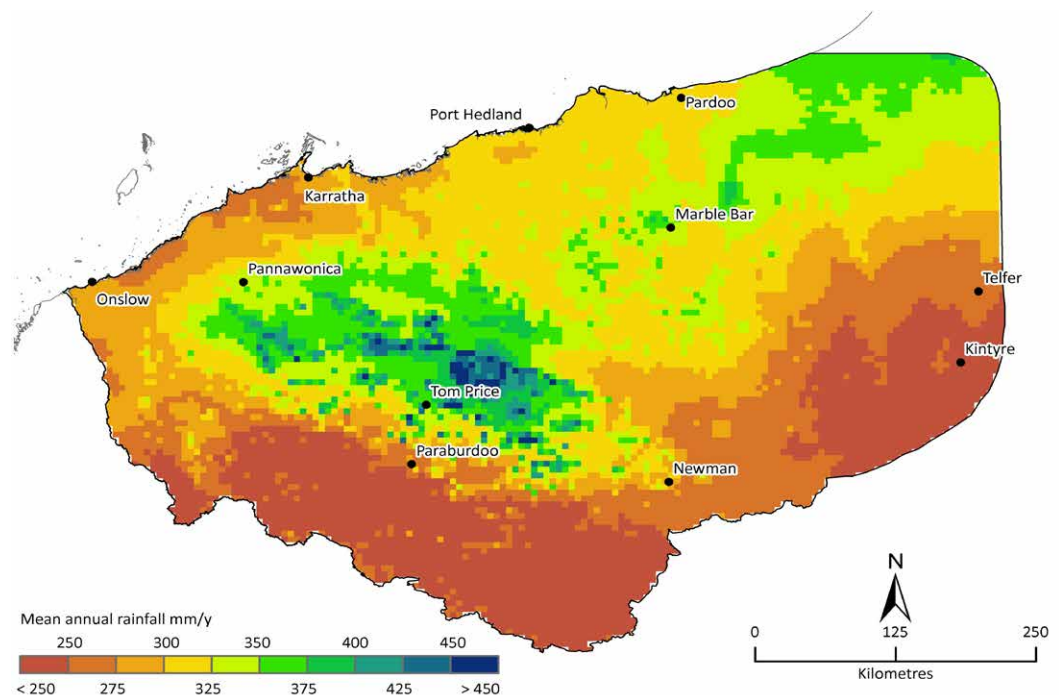 Pardoo
Port Hedland
Karratha
Marble Bar
Pannawonica
Telfer
Onslow
Kintyre
Tom Price
Paraburdoo
Newman
N
Mean annual rainfall mm/y
250 300 350 400 450
< 250 275 325 375 425 > 450
0 125 250
Kilometres